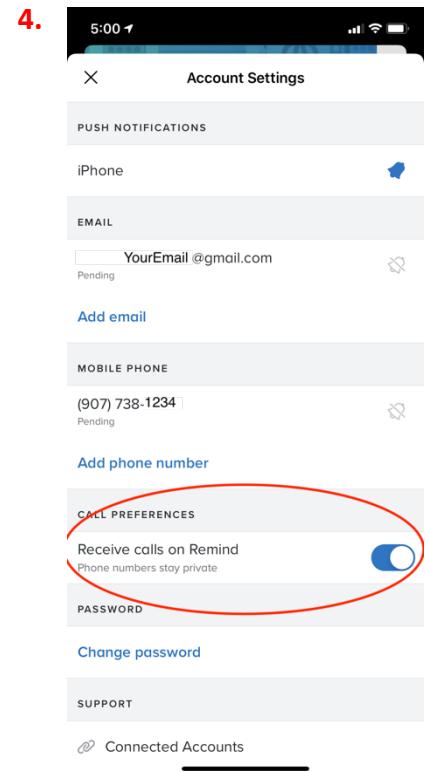 4.
5:00
Account Settings
PUSH NOTIFICATIONS
iPhone
EMAIL
YourEmail @gmail.com
Pending
Add email
MOBILE PHONE
(907) 738-1234
Pending
Add phone number
CALL PREFERENCES
Receive calls on Remind
Phone numbers stay private
PASSWORD
Change password
SUPPORT
Connected Accounts